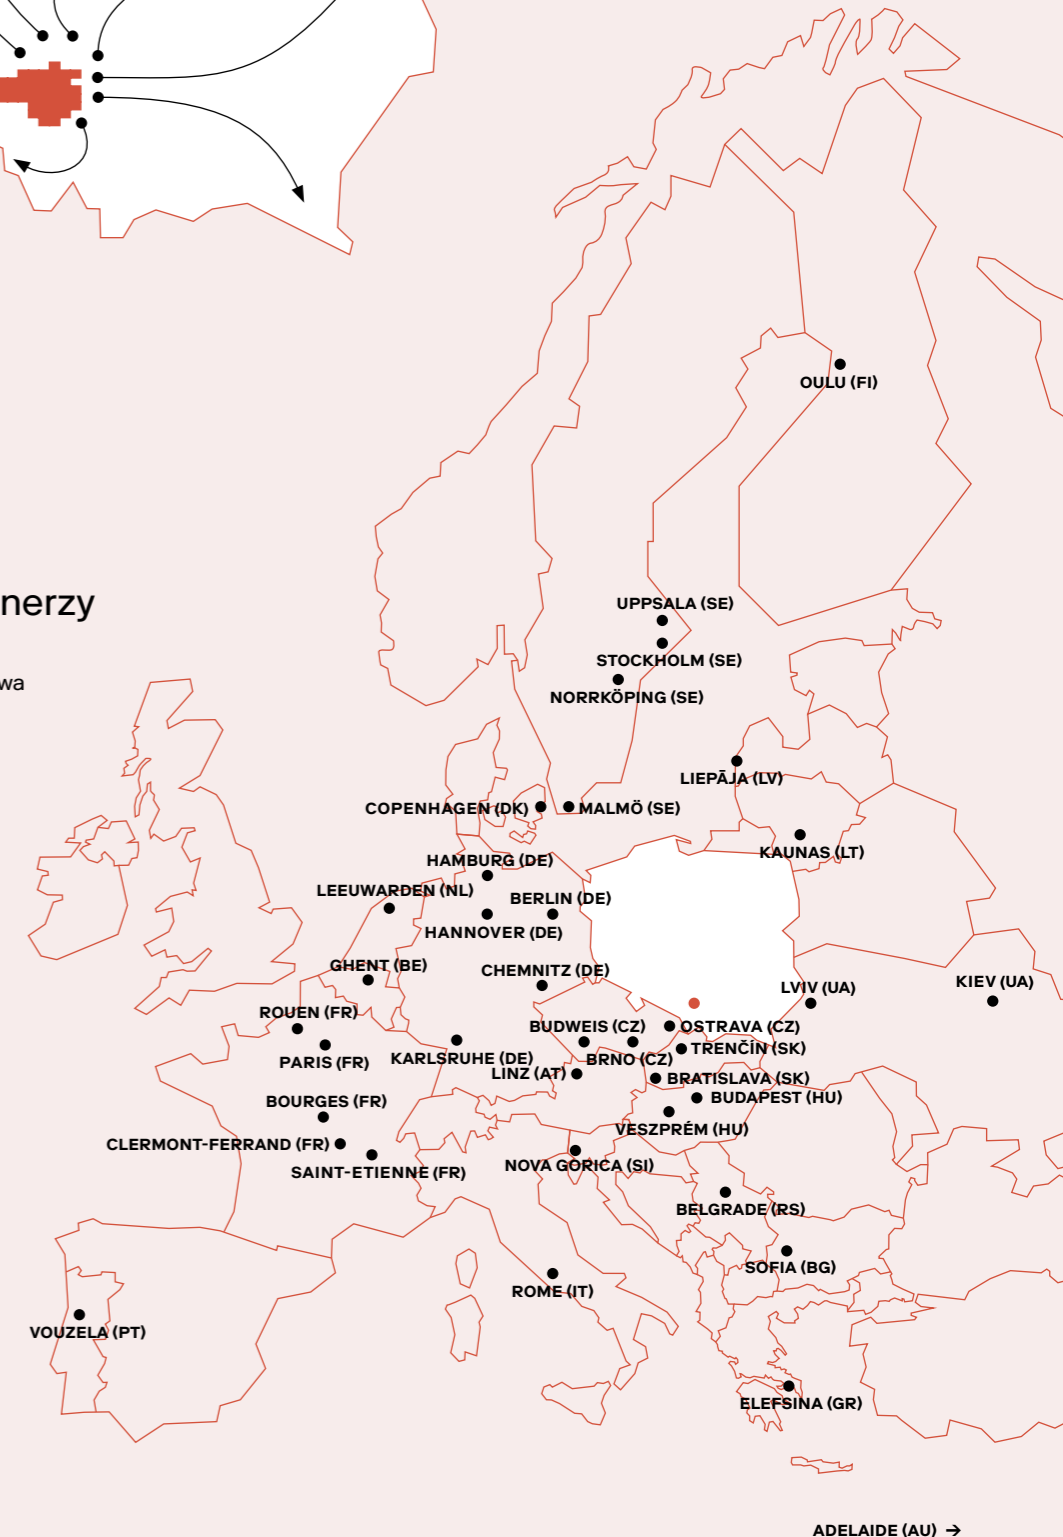 OULU (FI)
nerzy
UPPSALA (SE)
STOCKHOLM (SE)
wa
NORRKÖPING (SE)
LIEPĀJA (LV)
COPENHAGEN (DK)
MALMÖ (SE)
KAUNAS (LT)
HAMBURG (DE)
LEEUWARDEN (NL)
BERLIN (DE)
HANNOVER (DE)
GHENT (BE)
CHEMNITZ (DE)
KIEV (UA)
LVIV (UA)
ROUEN (FR)
BUDWEIS (CZ)
OSTRAVA (CZ)
TRENČÍN (SK)
PARIS (FR)
KARLSRUHE (DE)
BRNO (CZ)
LINZ (AT)
BRATISLAVA (SK)
BUDAPEST (HU)
BOURGES (FR)
VESZPRÉM (HU)
CLERMONT-FERRAND (FR)
SAINT-ETIENNE (FR)
NOVA GORICA (SI)
BELGRADE (RS)
SOFIA (BG)
ROME (IT)
VOUZELA (PT)
ELEFSINA (GR)
ADELAIDE (AU) →